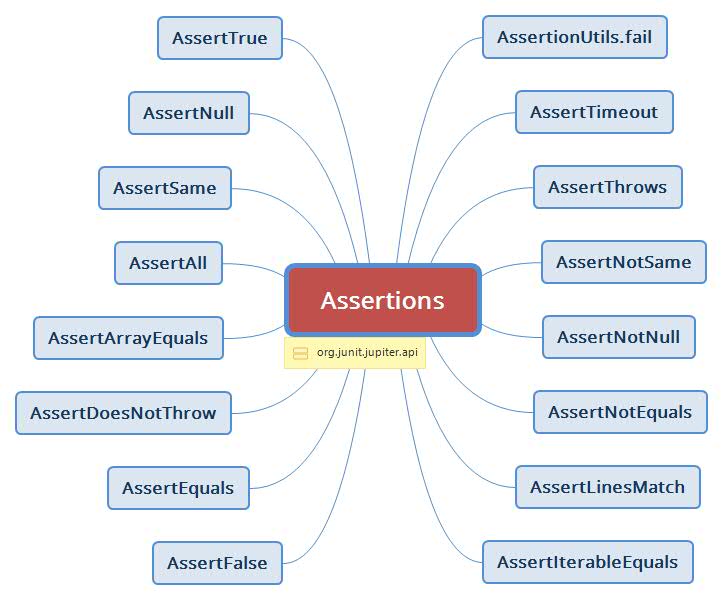 AssertTrue
AssertionUtils.fail
AssertNull
AssertTimeout
AssertSame
AssertThrows
AssertAll
AssertNotSame
Assertions
AssertArrayEquals
AssertNotNull
org.junit.jupiter.api
AssertDoesNotThrow
AssertNotEquals
AssertEquals
AssertLinesMatch
AssertFalse
AssertIterableEquals